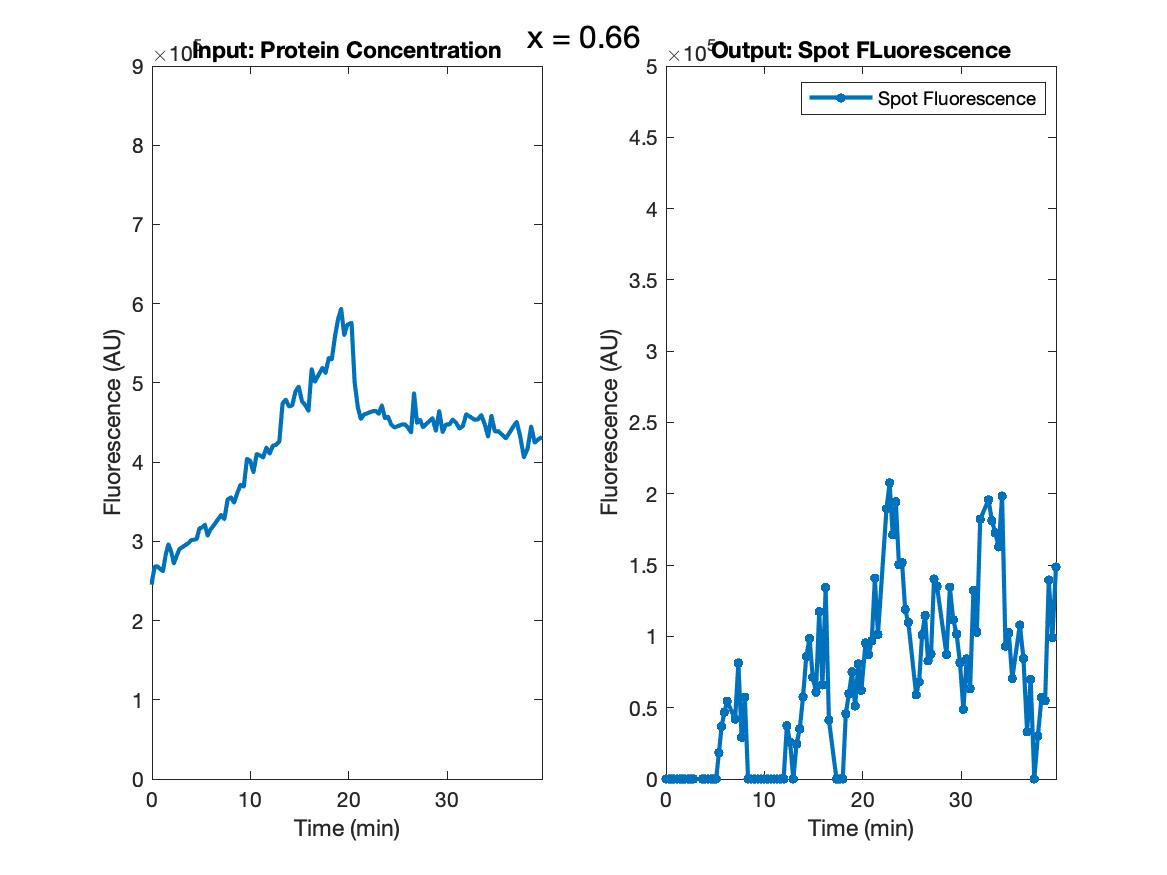 x = 0.66
×10⁵
Input: Protein Concentration
9
8
7
6
5
4
3
2
1
0
Fluorescence (AU)
0 10 20 30
Time (min)
×10⁵
Output: Spot FLuorescence
Spot Fluorescence
5
4.5
4
3.5
3
2.5
2
1.5
1
0.5
0
Fluorescence (AU)
0 10 20 30
Time (min)